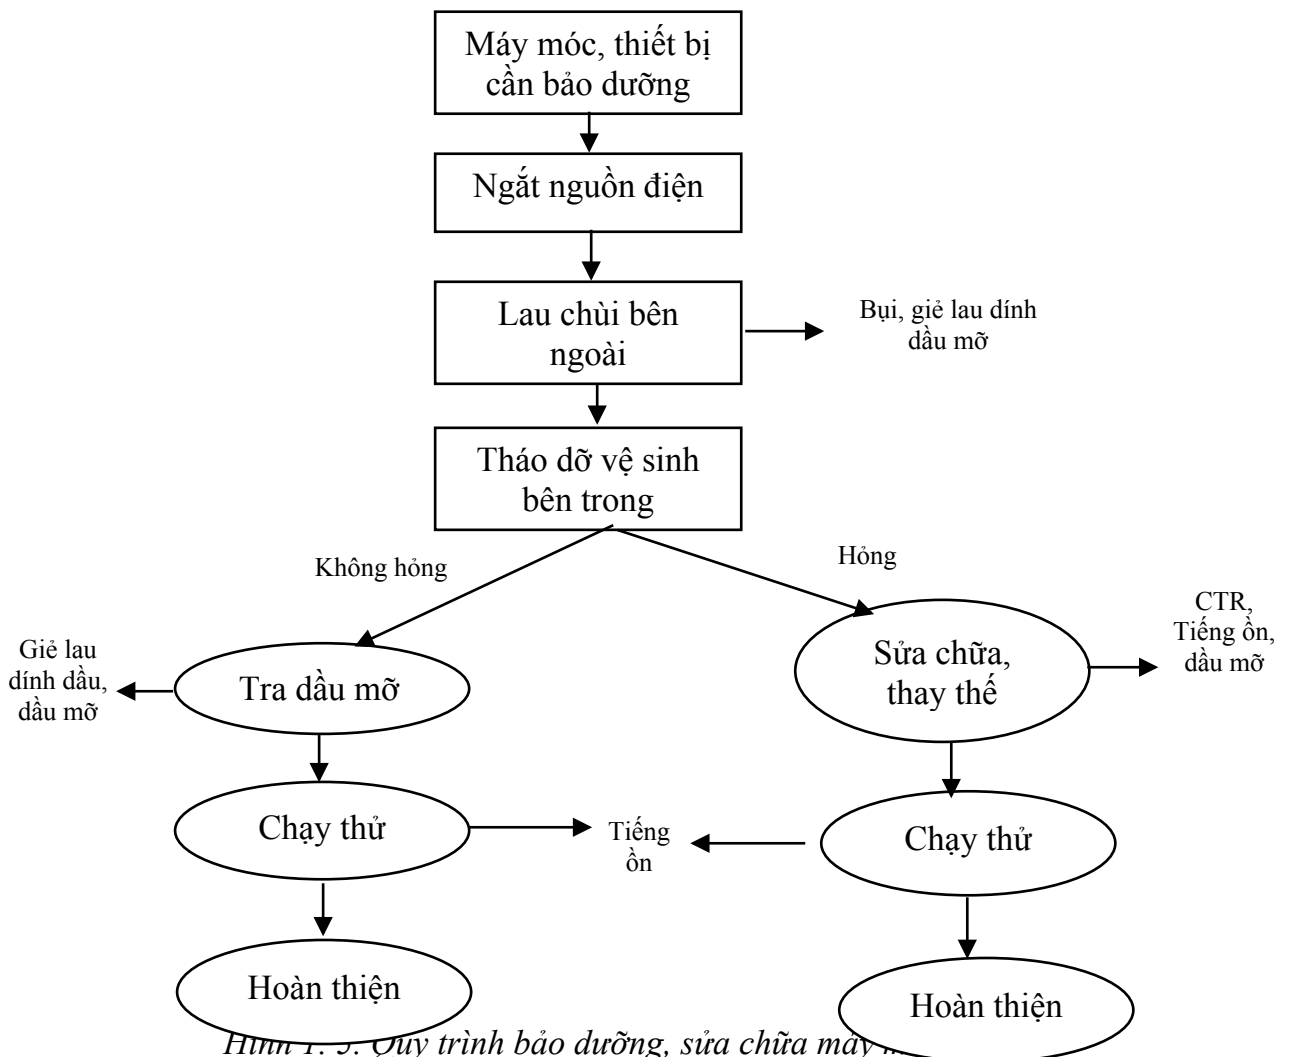 Máy móc, thiết bị
cần bảo dưỡng
Ngắt nguồn điện
Lau chùi bên
ngoài
Bụi, giẻ lau dính
dầu mỡ
Tháo dỡ vệ sinh
bên trong
Không hỏng
Hỏng
Giẻ lau
dính dầu,
dầu mỡ
Tra dầu mỡ
Sửa chữa,
thay thế
CTR,
Tiếng ồn,
dầu mỡ
Chạy thử
Tiếng
ồn
Chạy thử
Hoàn thiện
Hoàn thiện
Quy trình bảo dưỡng, sửa chữa máy